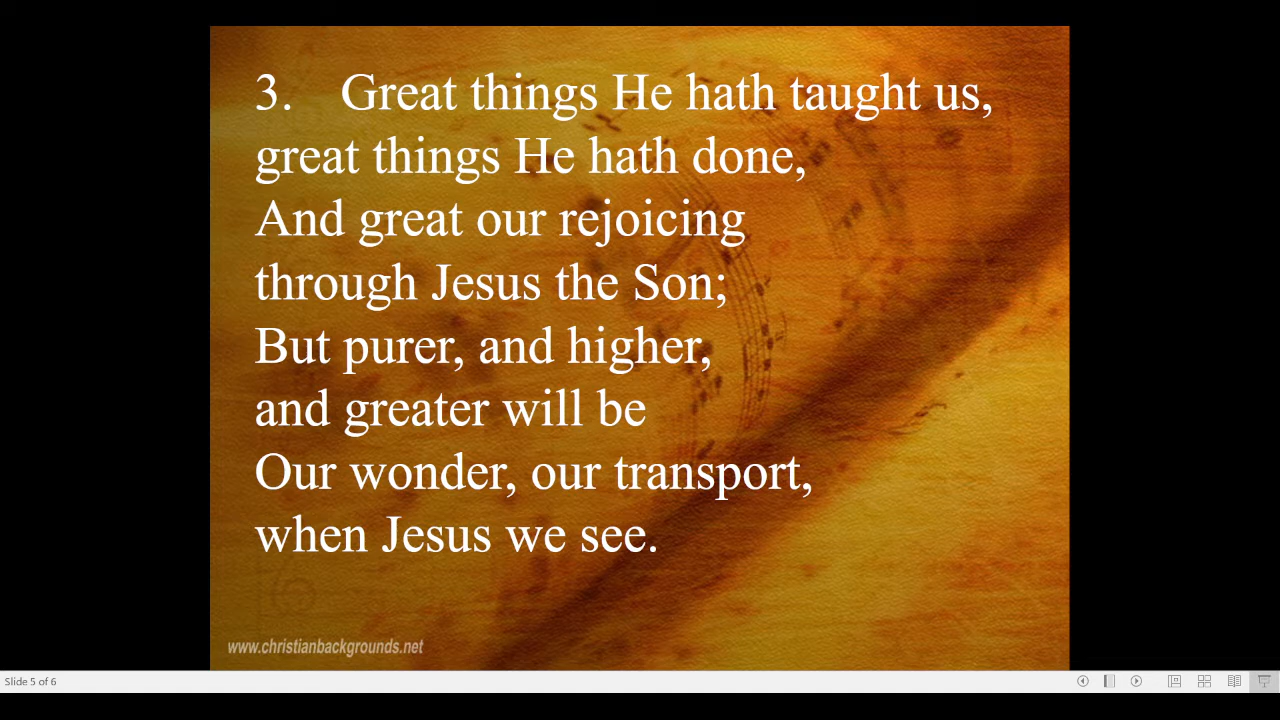 3. Great things He hath taught us,
great things He hath done,
And great our rejoicing
through Jesus the Son;
But purer, and higher,
and greater will be
Our wonder, our transport,
when Jesus we see.
www.christianbackgrounds.net
Slide 5 of 6